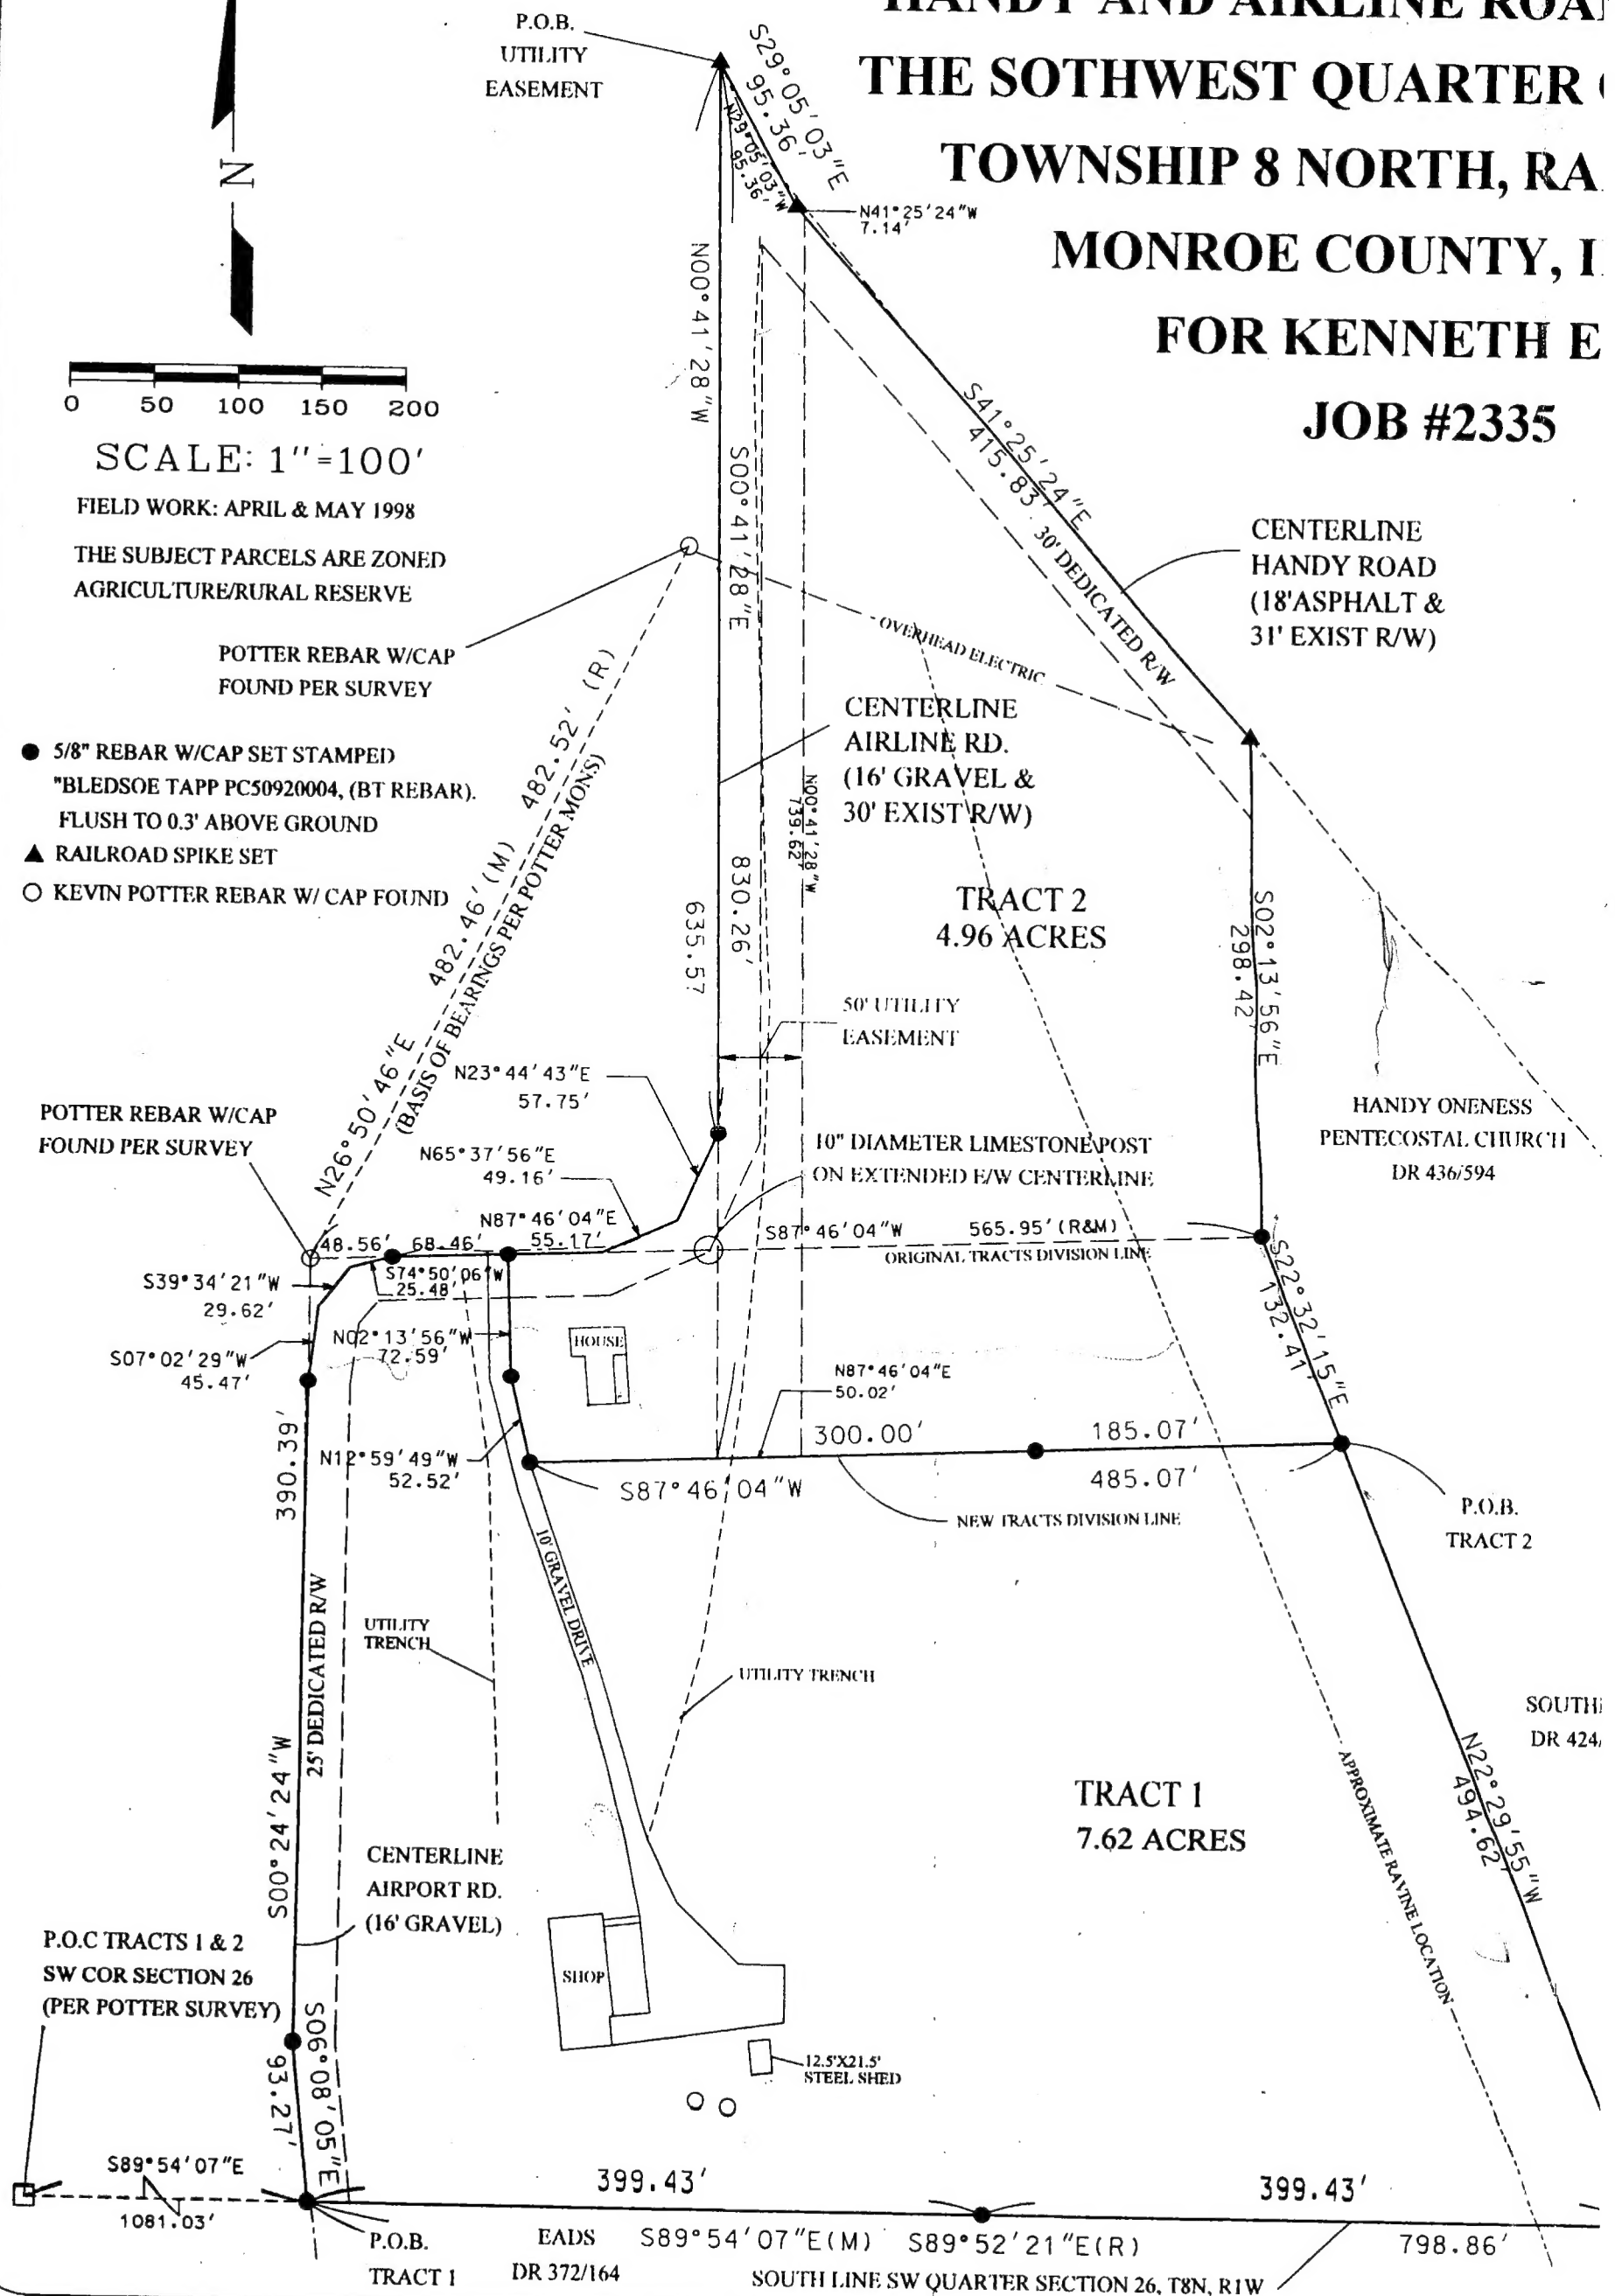 HANDY AND AIRLINE
THE SOTHWEST QUARTER
TOWNSHIP 8 NORTH,
MONROE COUNTY,
FOR KENNETH
JOB #2335
P.O.B.
UTILITY
EASEMENT
S29°05'03"E
95.36'
N29°05'03"W
95.36'
N41°25'24"W
7.14'
N
0 50 100 150 200
SCALE: 1"=100'
FIELD WORK: APRIL & MAY 1998
THE SUBJECT PARCELS ARE ZONED
AGRICULTURE/RURAL RESERVE
N00°41'28"W
635.57
S00°41'28"E
830.26'
N00°41'28"W
739.62'
S41°25'24"E
415.83'
30' DEDICATED R/W
CENTERLINE
HANDY ROAD
(18'ASPHALT &
31' EXIST R/W)
POTTER REBAR W/CAP
FOUND PER SURVEY
OVERHEAD ELECTRIC
CENTERLINE
AIRLINE RD.
(16' GRAVEL &
30' EXIST R/W)
● 5/8" REBAR W/CAP SET STAMPED
"BLEDSOE TAPP PC50920004, (BT REBAR).
FLUSH TO 0.3' ABOVE GROUND
▲ RAILROAD SPIKE SET
○ KEVIN POTTER REBAR W/ CAP FOUND
N26°50'46"E 482.46'(M) 482.52' (R)
(BASIS OF BEARINGS PER POTTER MONS)
TRACT 2
4.96 ACRES
S02°13'56"E
298.42'
50' UTILITY
EASEMENT
N23°44'43"E
57.75'
POTTER REBAR W/CAP
FOUND PER SURVEY
HANDY ONENESS
PENTECOSTAL CHURCH
DR 436/594
N65°37'56"E
49.16'
10" DIAMETER LIMESTONE POST
ON EXTENDED E/W CENTERLINE
N87°46'04"E
55.17'
48.56' 68.46'
S87°46'04"W 565.95'(R&M)
ORIGINAL TRACTS DIVISION LINE
S39°34'21"W
29.62'
S74°50'06"W
25.48'
S22°32'15"E
132.41'
S07°02'29"W
45.47'
N02°13'56"W
72.59'
HOUSE
N87°46'04"E
50.02'
300.00' 185.07'
N12°59'49"W
52.52'
S87°46'04"W
485.07'
NEW TRACTS DIVISION LINE
P.O.B.
TRACT 2
390.39'
S00°24'24"W
25' DEDICATED R/W
10' GRAVEL DRIVE
UTILITY
TRENCH
UTILITY TRENCH
TRACT 1
7.62 ACRES
APPROXIMATE RAVINE LOCATION
N22°29'55"W
494.62'
DR 424/
CENTERLINE
AIRPORT RD.
(16' GRAVEL)
P.O.C TRACTS 1 & 2
SW COR SECTION 26
(PER POTTER SURVEY)
SHOP
12.5'X21.5'
STEEL SHED
S06°08'05"E
93.27'
S89°54'07"E
1081.03'
399.43' 399.43'
P.O.B.
TRACT 1
EADS
DR 372/164
S89°54'07"E(M) S89°52'21"E(R)
798.86'
SOUTH LINE SW QUARTER SECTION 26, T8N, R1W